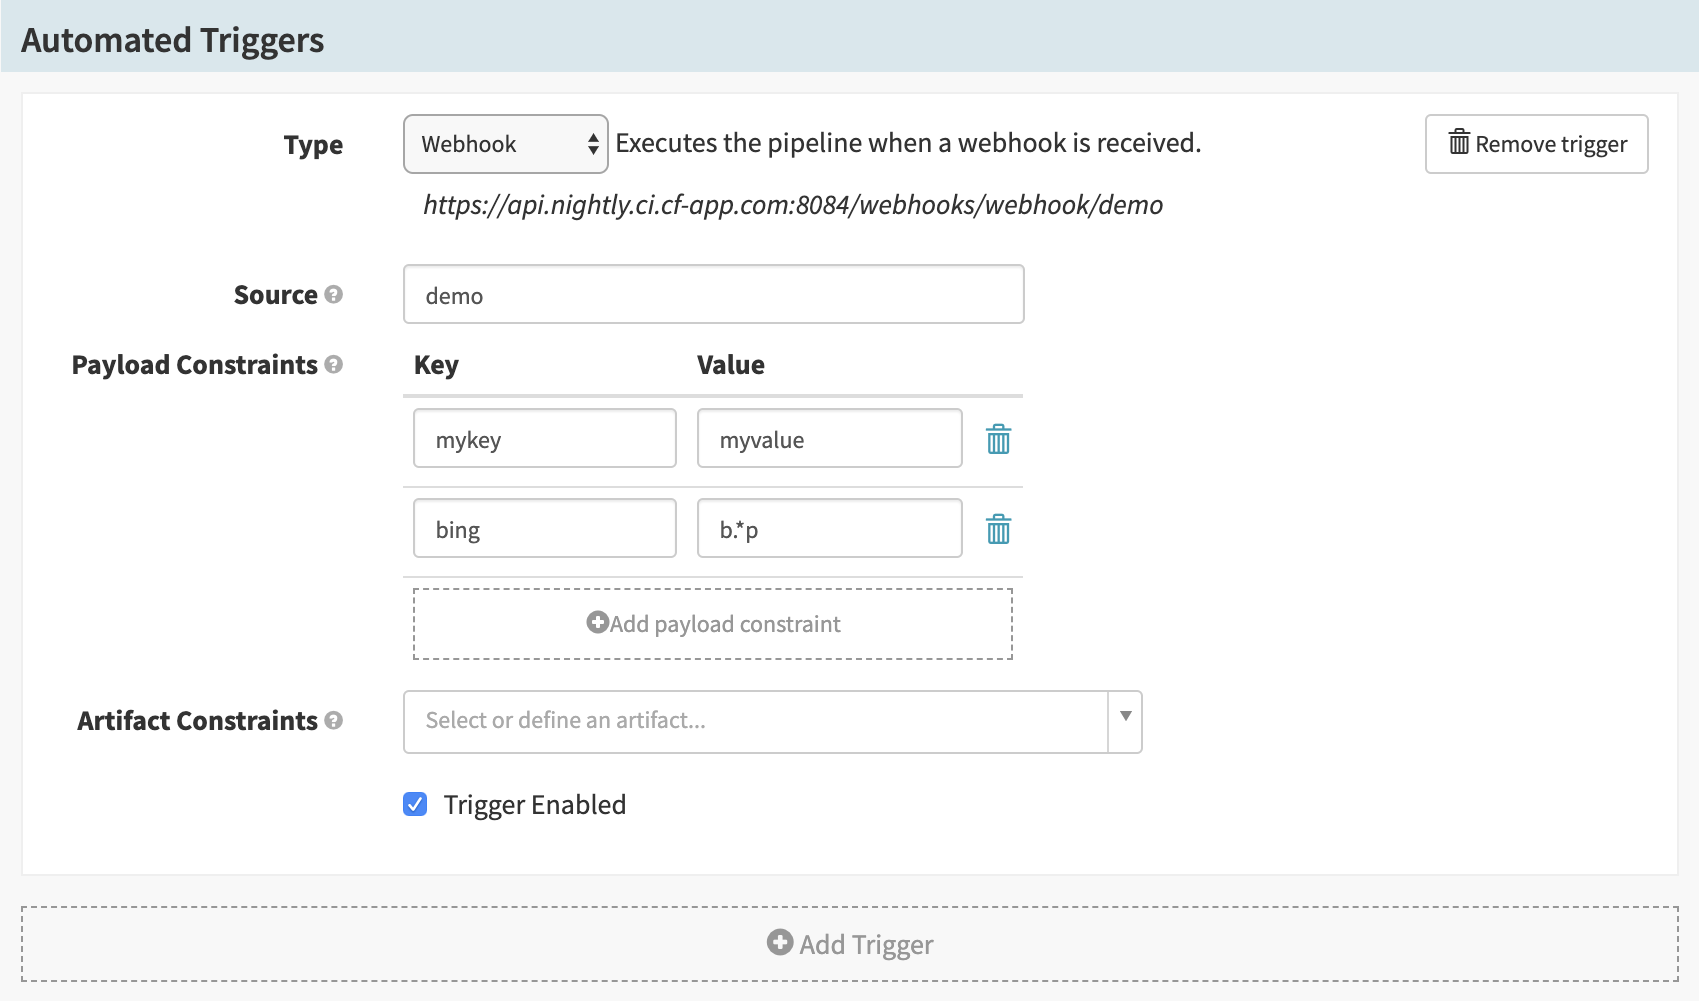 Automated Triggers
Type
Webhook
Executes the pipeline when a webhook is received.
Remove trigger
https://api.nightly.ci.cf-app.com:8084/webhooks/webhook/demo
Source
demo
Payload Constraints
Key Value
mykey myvalue
bing b.*p
Add payload constraint
Artifact Constraints
Select or define an artifact...
Trigger Enabled
Add Trigger